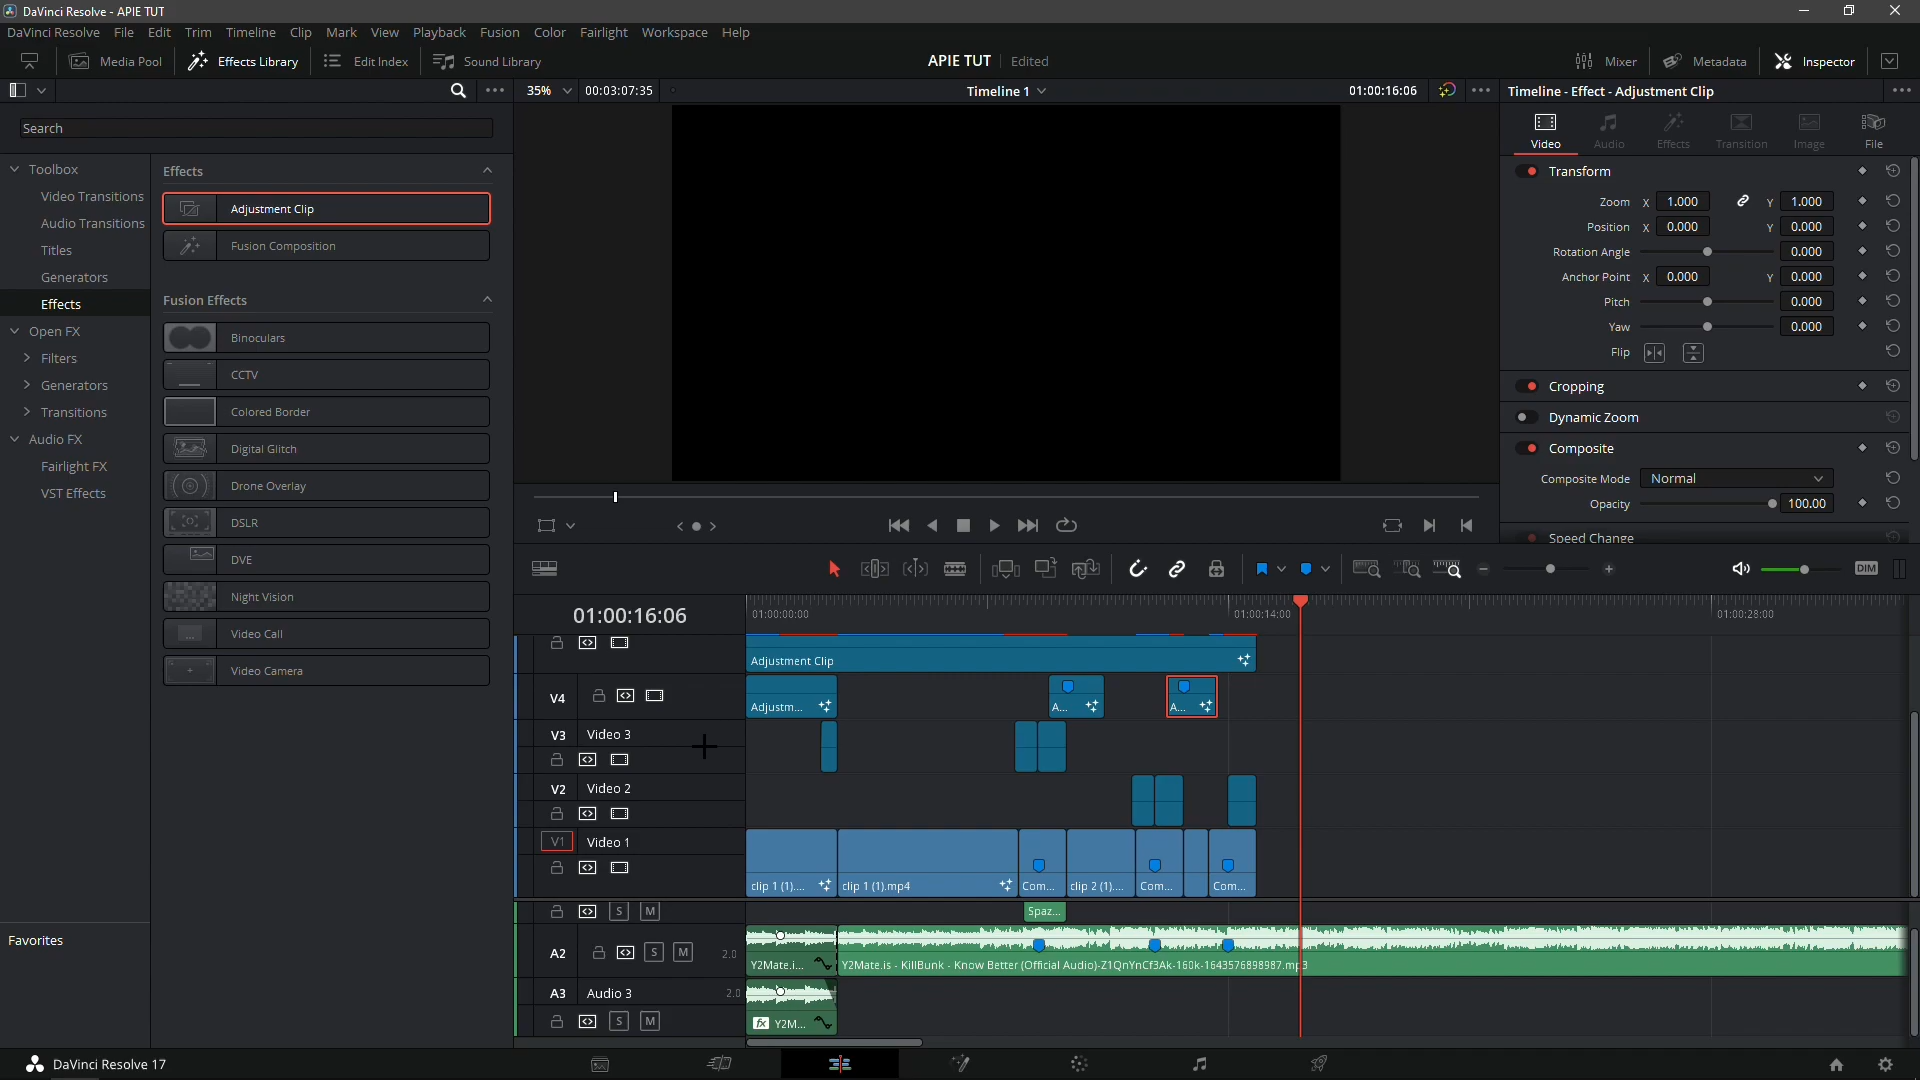 DaVinci Resolve - APIE TUT
DaVinci Resolve File Edit Trim Timeline Clip Mark View Playback Fusion Color Fairlight Workspace Help
Media Pool Effects Library Edit Index Sound Library APIE TUT Edited Mixer Metadata Inspector
35% 00:03:07:35 Timeline 1 01:00:16:06 Timeline - Effect - Adjustment Clip
Search
Video Audio Effects Transition Image File
Toolbox
Video Transitions
Audio Transitions
Titles
Generators
Effects
Open FX
Filters
Generators
Transitions
Audio FX
Fairlight FX
VST Effects
Favorites
Effects
Adjustment Clip
Fusion Composition
Fusion Effects
Binoculars
CCTV
Colored Border
Digital Glitch
Drone Overlay
DSLR
DVE
Night Vision
Video Call
Video Camera
Transform
Zoom X 1.000 Y 1.000
Position X 0.000 Y 0.000
Rotation Angle 0.000
Anchor Point X 0.000 Y 0.000
Pitch 0.000
Yaw 0.000
Flip
Cropping
Dynamic Zoom
Composite
Composite Mode Normal
Opacity 100.00
Speed Change
DIM
01:00:16:06 01:00:00:00 01:00:14:00 01:00:28:00
Adjustment Clip
V4 Adjustm... A... A...
V3 Video 3
V2 Video 2
V1 Video 1
clip 1 (1).... clip 1 (1).mp4 Com... clip 2 (1).... Com... Com...
S M Spaz...
A2 S M 2.0
Y2Mate.i... Y2Mate.is - KillBunk - Know Better (Official Audio)-Z1QnYnCf3Ak-160k-1643576898987.mp3
A3 Audio 3 2.0
S M fx Y2M...
DaVinci Resolve 17